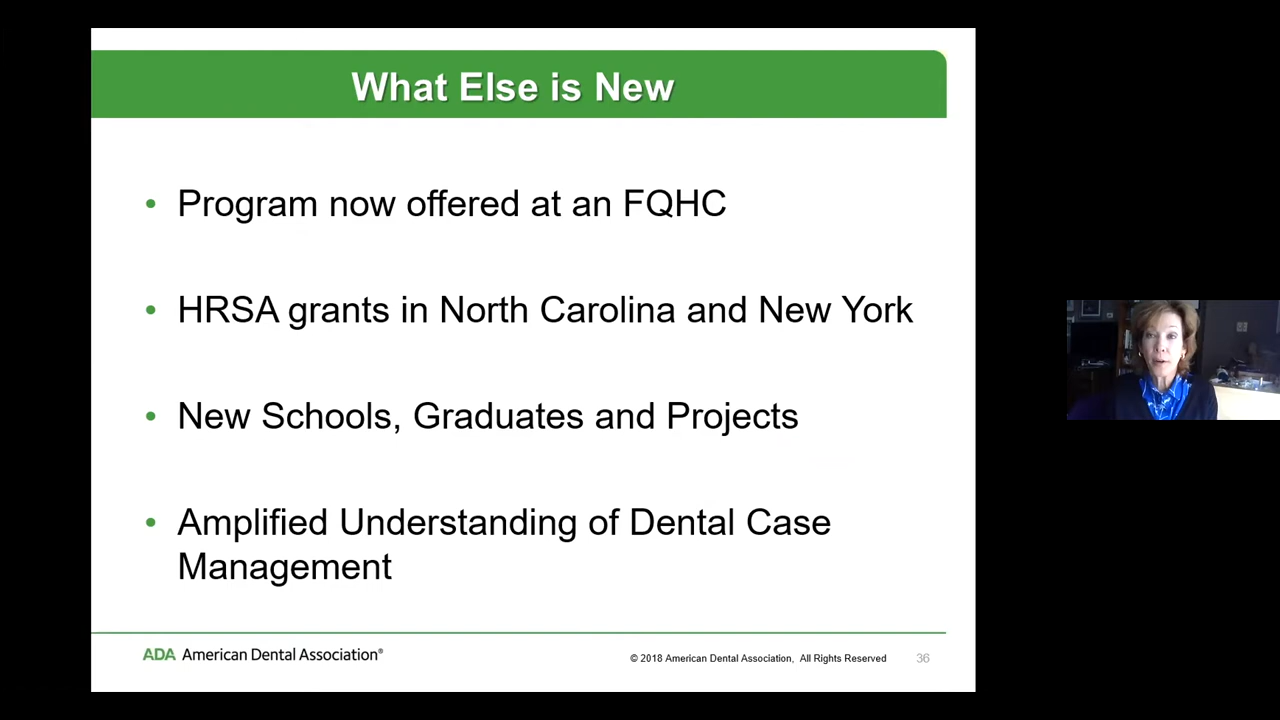 What Else is New
• Program now offered at an FQHC
• HRSA grants in North Carolina and New York
• New Schools, Graduates and Projects
• Amplified Understanding of Dental Case
Management
ADA American Dental Association®
© 2018 American Dental Association, All Rights Reserved
36